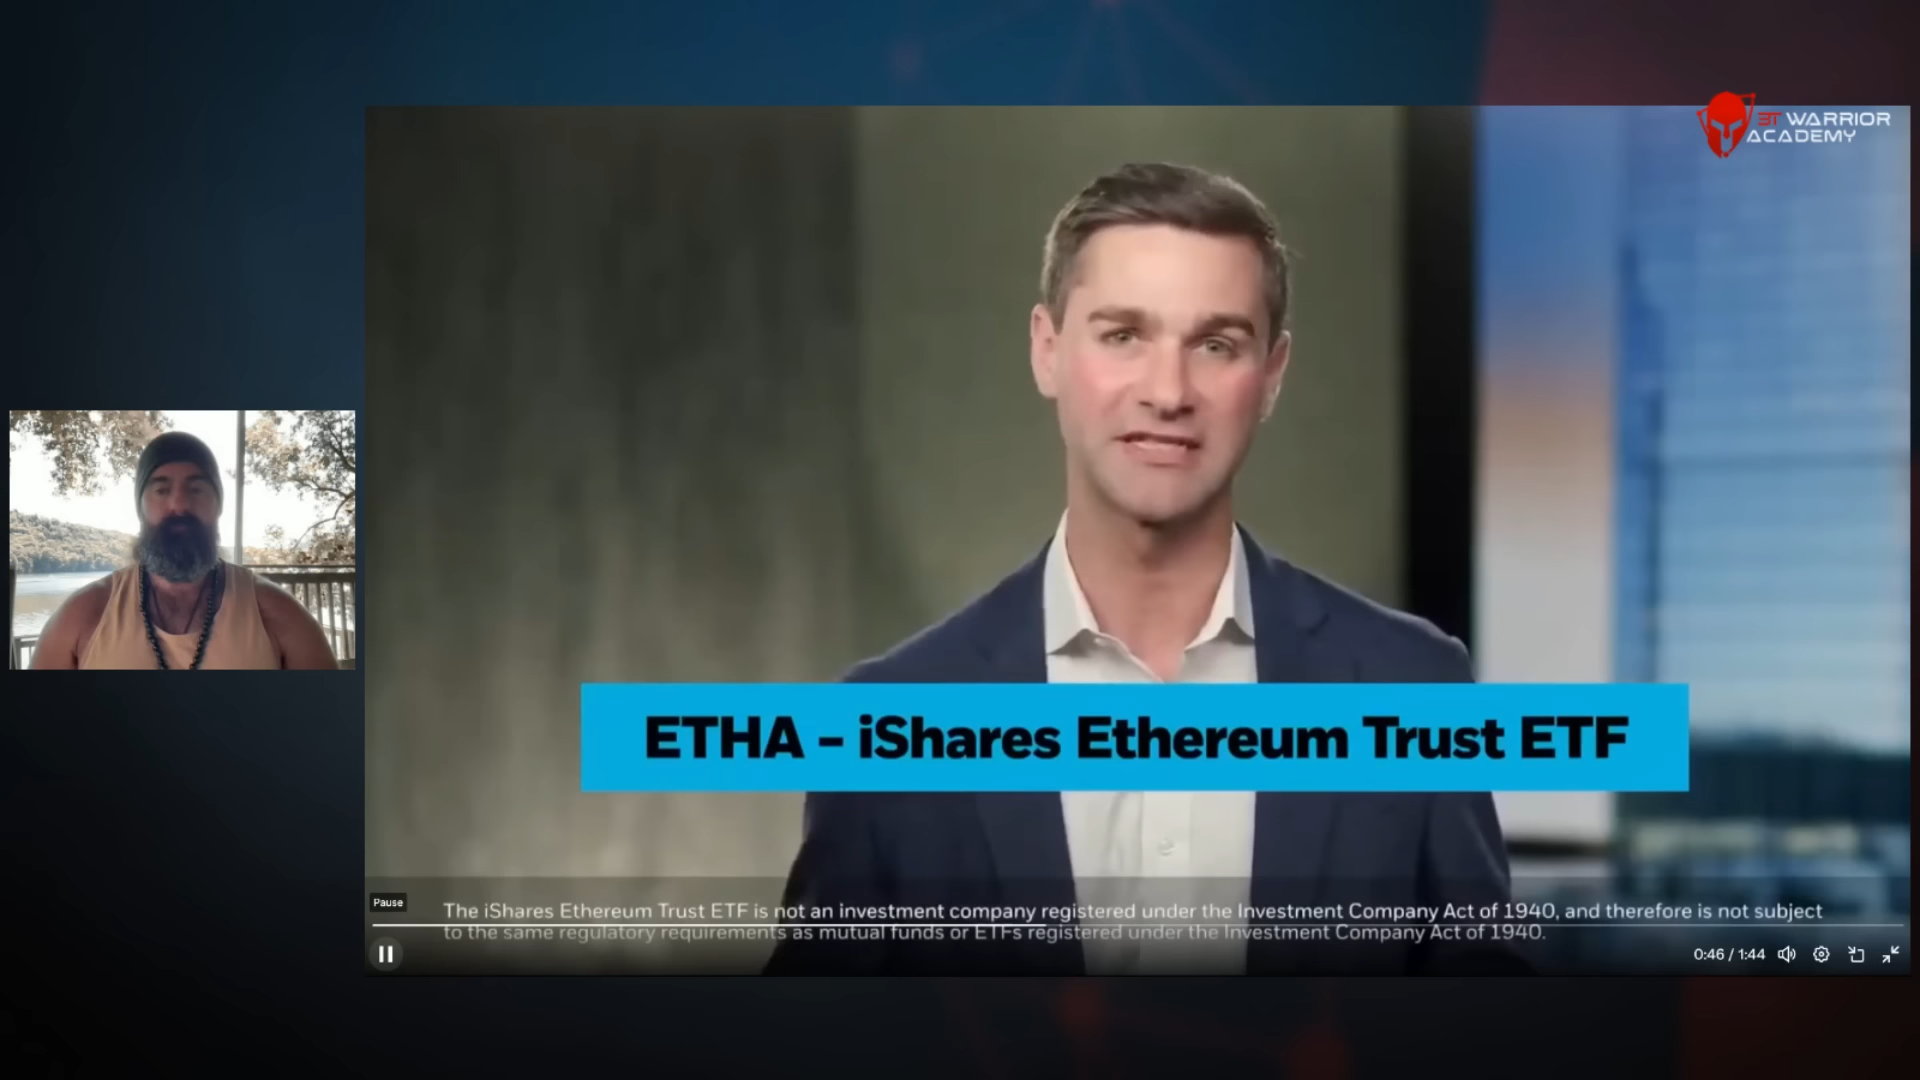 3T WARRIOR
ACADEMY
ETHA – iShares Ethereum Trust ETF
Pause
The iShares Ethereum Trust ETF is not an investment company registered under the Investment Company Act of 1940, and therefore is not subject
to the same regulatory requirements as mutual funds or ETFs registered under the Investment Company Act of 1940.
0:46 / 1:44